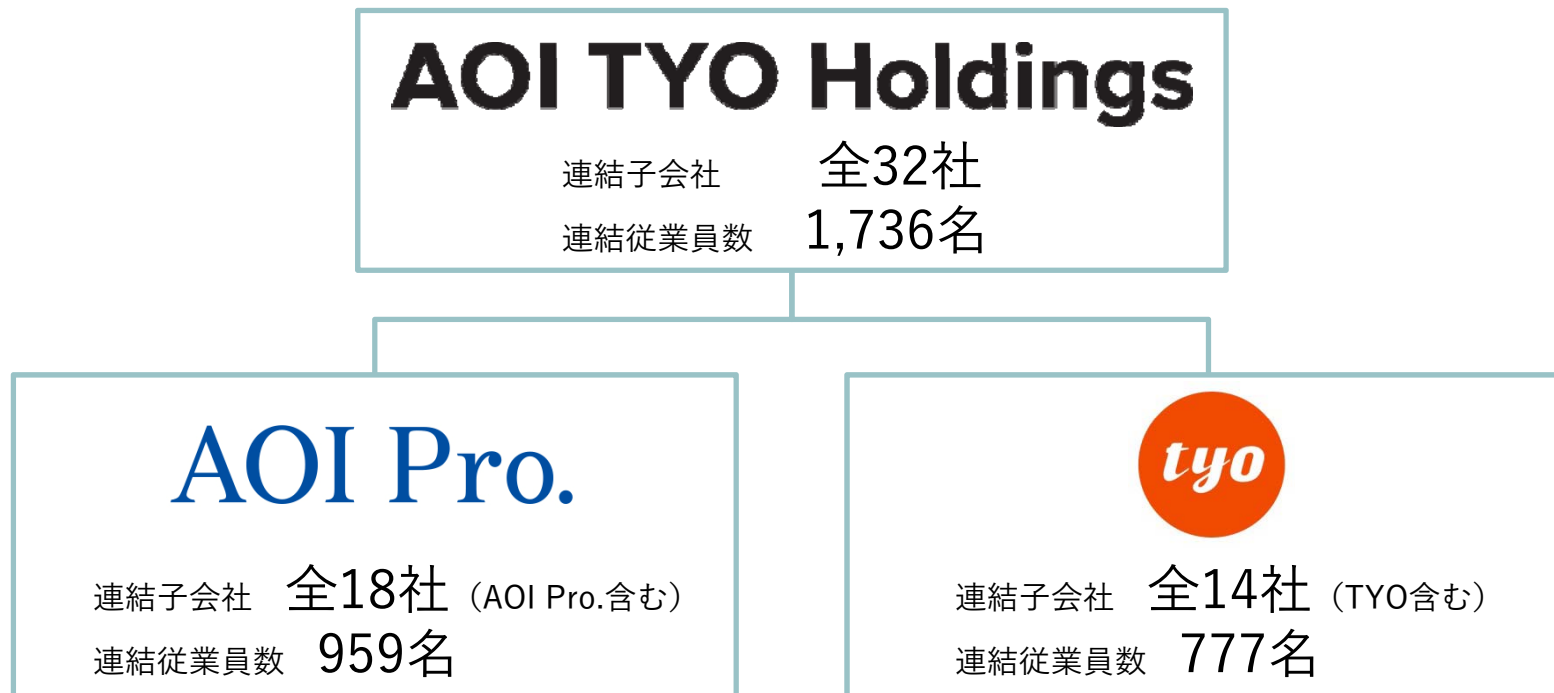 AOI TYO Holdings
連結子会社 全32社
連結従業員数 1,736名
AOI Pro.
連結子会社 全18社（AOI Pro.含む）
連結従業員数 959名
tyo
連結子会社 全14社（TYO含む）
連結従業員数 777名